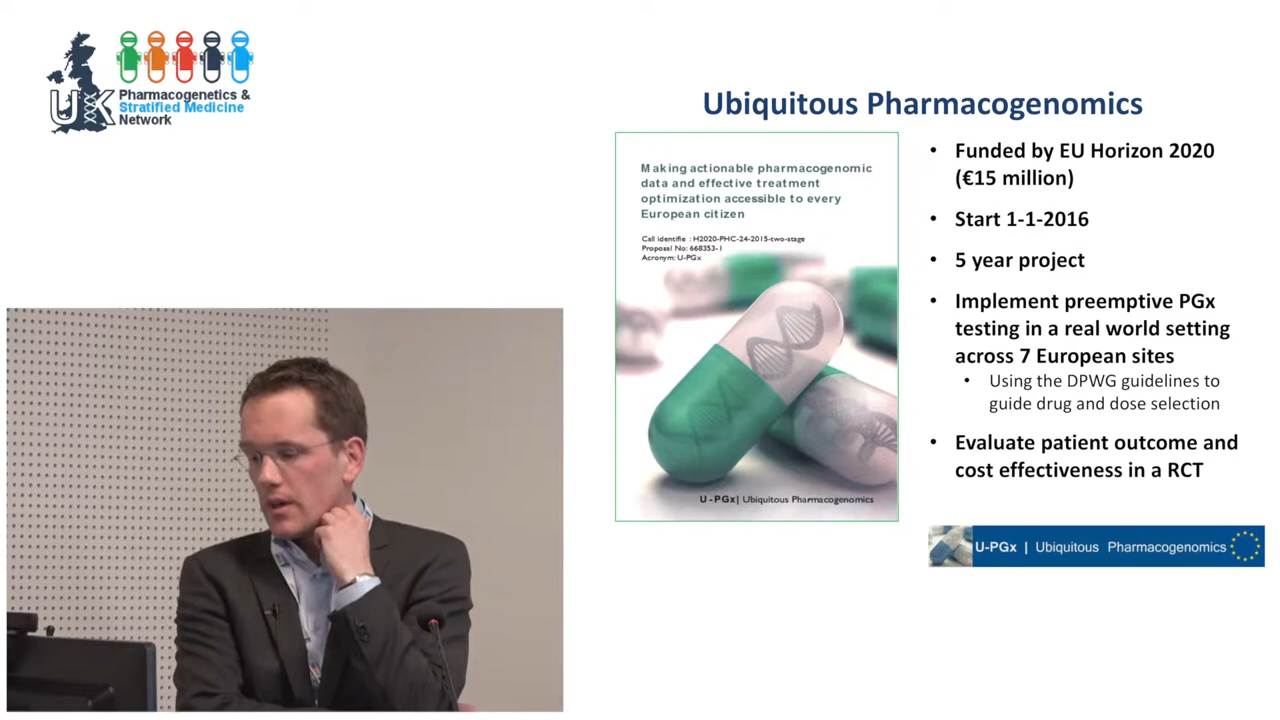 UK
Pharmacogenetics &
Stratified Medicine
Network
Ubiquitous Pharmacogenomics
Making actionable pharmacogenomic
data and effective treatment
optimization accessible to every
European citizen
Call identifie : H2020-PHC-24-2015-two-stage
Proposal No: 668353-1
Acronym: U-PGx
U-PGx| Ubiquitous Pharmacogenomics
• Funded by EU Horizon 2020
(€15 million)
• Start 1-1-2016
• 5 year project
• Implement preemptive PGx
testing in a real world setting
across 7 European sites
• Using the DPWG guidelines to
guide drug and dose selection
• Evaluate patient outcome and
cost effectiveness in a RCT
U-PGx | Ubiquitous Pharmacogenomics